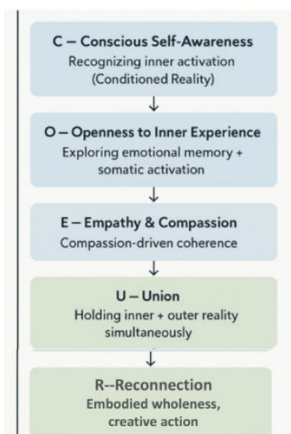 C – Conscious Self-Awareness
Recognizing inner activation
(Conditioned Reality)
O – Openness to Inner Experience
Exploring emotional memory +
somatic activation
E – Empathy & Compassion
Compassion-driven coherence
U – Union
Holding inner + outer reality
simultaneously
R--Reconnection
Embodied wholeness,
creative action